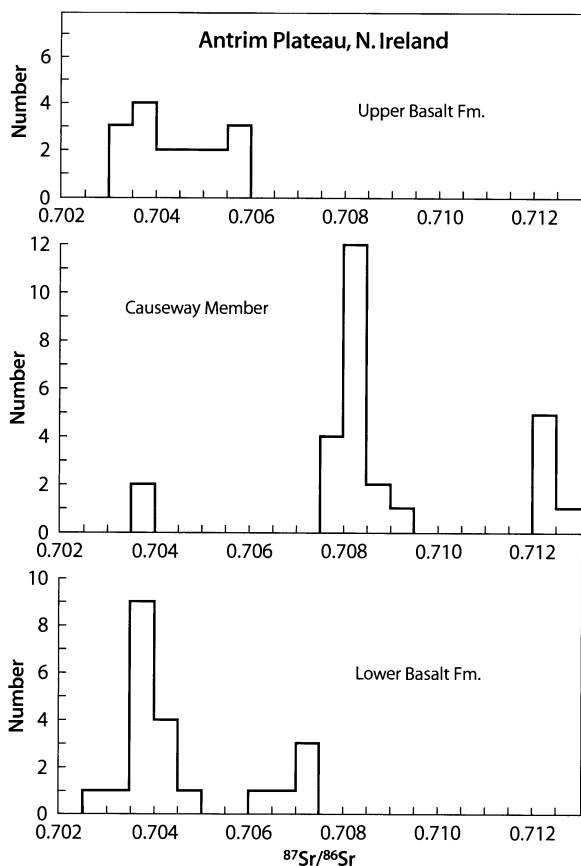 Antrim Plateau, N. Ireland
Number
6
4
2
0
Upper Basalt Fm.
0.702 0.704 0.706 0.708 0.710 0.712
Number
12
10
8
6
4
2
0
Causeway Member
0.702 0.704 0.706 0.708 0.710 0.712
Number
10
8
6
4
2
0
Lower Basalt Fm.
0.702 0.704 0.706 0.708 0.710 0.712
⁸⁷Sr/⁸⁶Sr